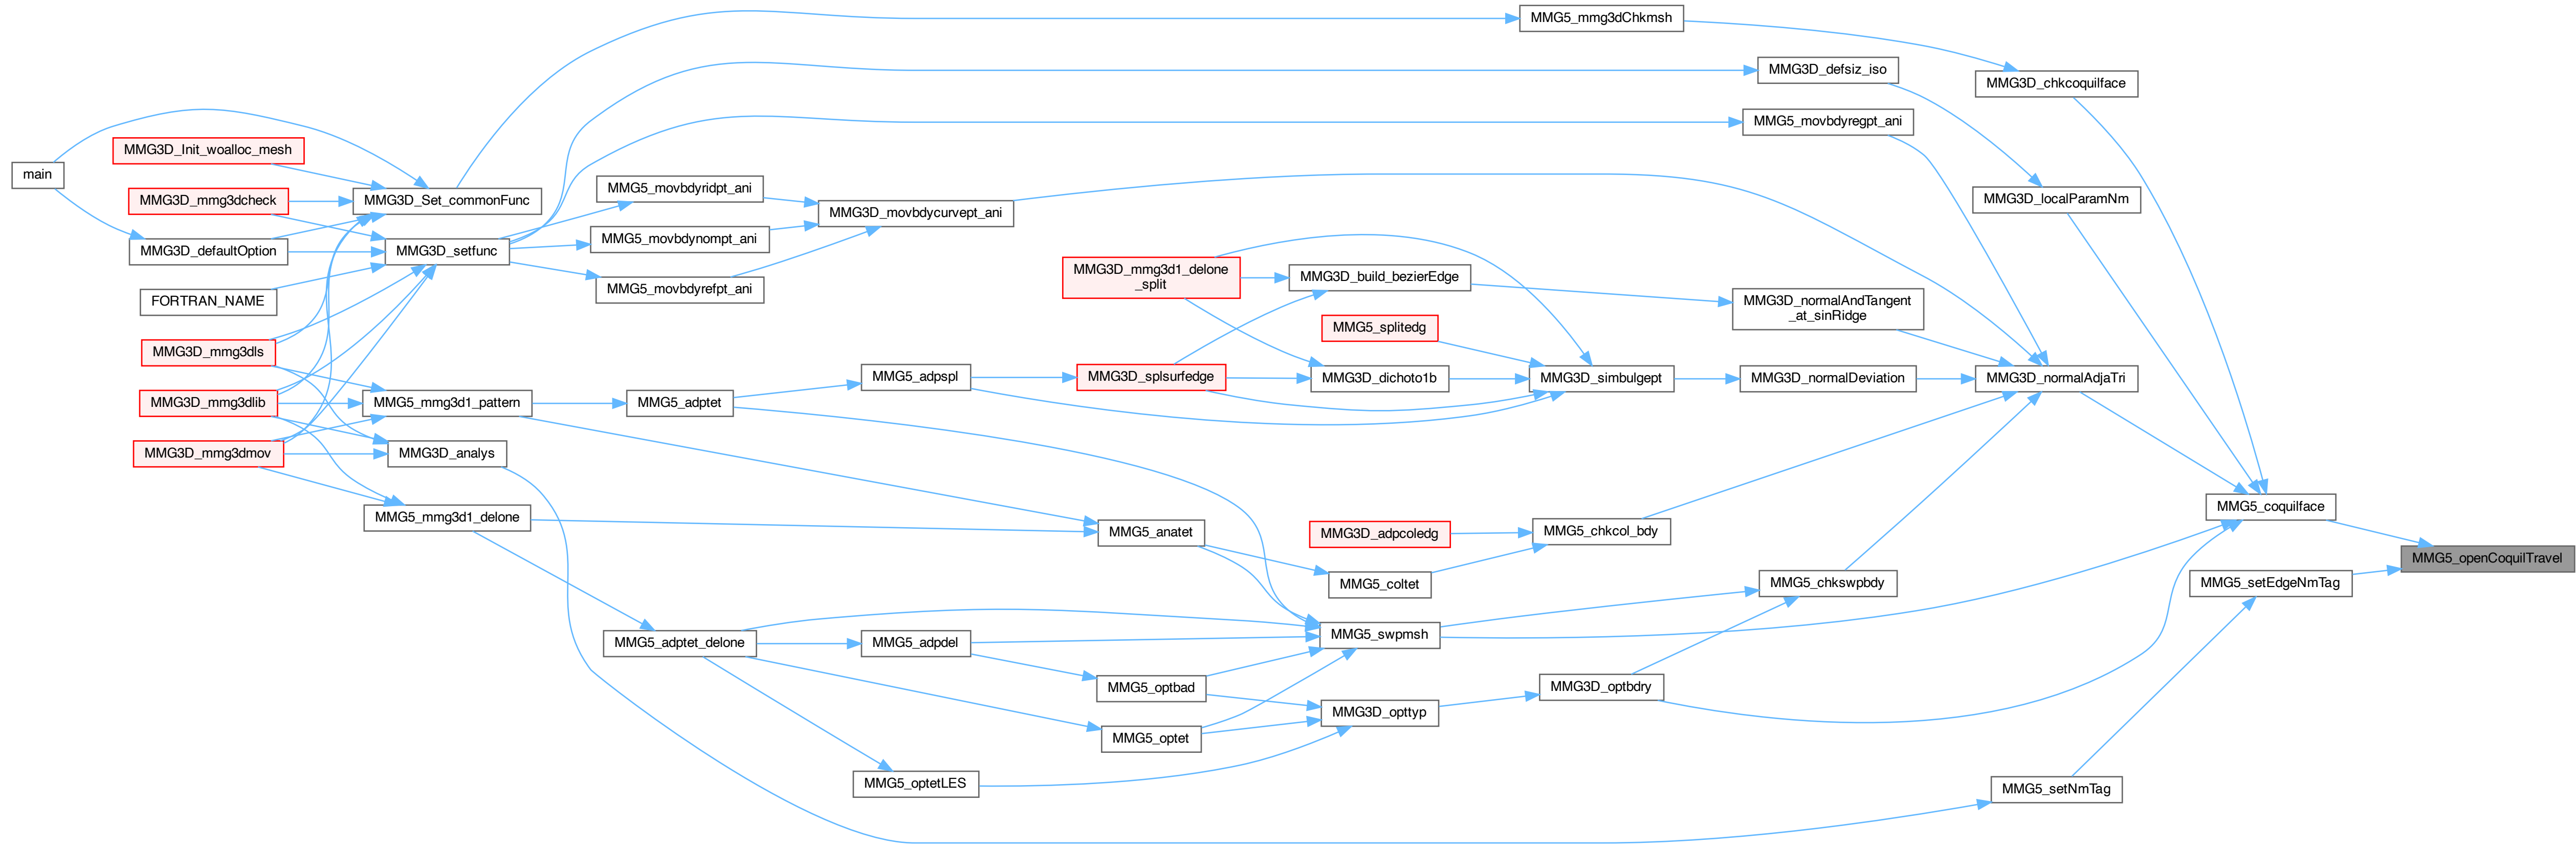 MMG5_mmg3dChkmsh
MMG3D_defsiz_iso
MMG3D_chkcoquilface
MMG5_movbdyregpt_ani
MMG3D_Init_woalloc_mesh
main
MMG5_movbdyridpt_ani
MMG3D_mmg3dcheck
MMG3D_Set_commonFunc
MMG3D_localParamNm
MMG3D_movbdycurvept_ani
MMG5_movbdynompt_ani
MMG3D_defaultOption
MMG3D_setfunc
MMG3D_mmg3d1_delone
_split
MMG3D_build_bezierEdge
MMG5_movbdyrefpt_ani
FORTRAN_NAME
MMG3D_normalAndTangent
_at_sinRidge
MMG5_splitedg
MMG3D_mmg3dls
MMG5_adpspl
MMG3D_splsurfedge
MMG3D_dichoto1b
MMG3D_simbulgept
MMG3D_normalDeviation
MMG3D_normalAdjaTri
MMG3D_mmg3dlib
MMG5_mmg3d1_pattern
MMG5_adptet
MMG3D_mmg3dmov
MMG3D_analys
MMG5_coquilface
MMG5_mmg3d1_delone
MMG5_anatet
MMG3D_adpcoledg
MMG5_chkcol_bdy
MMG5_openCoquilTravel
MMG5_coltet
MMG5_chkswpbdy
MMG5_setEdgeNmTag
MMG5_adptet_delone
MMG5_adpdel
MMG5_swpmsh
MMG5_optbad
MMG3D_optbdry
MMG3D_opttyp
MMG5_optet
MMG5_optetLES
MMG5_setNmTag